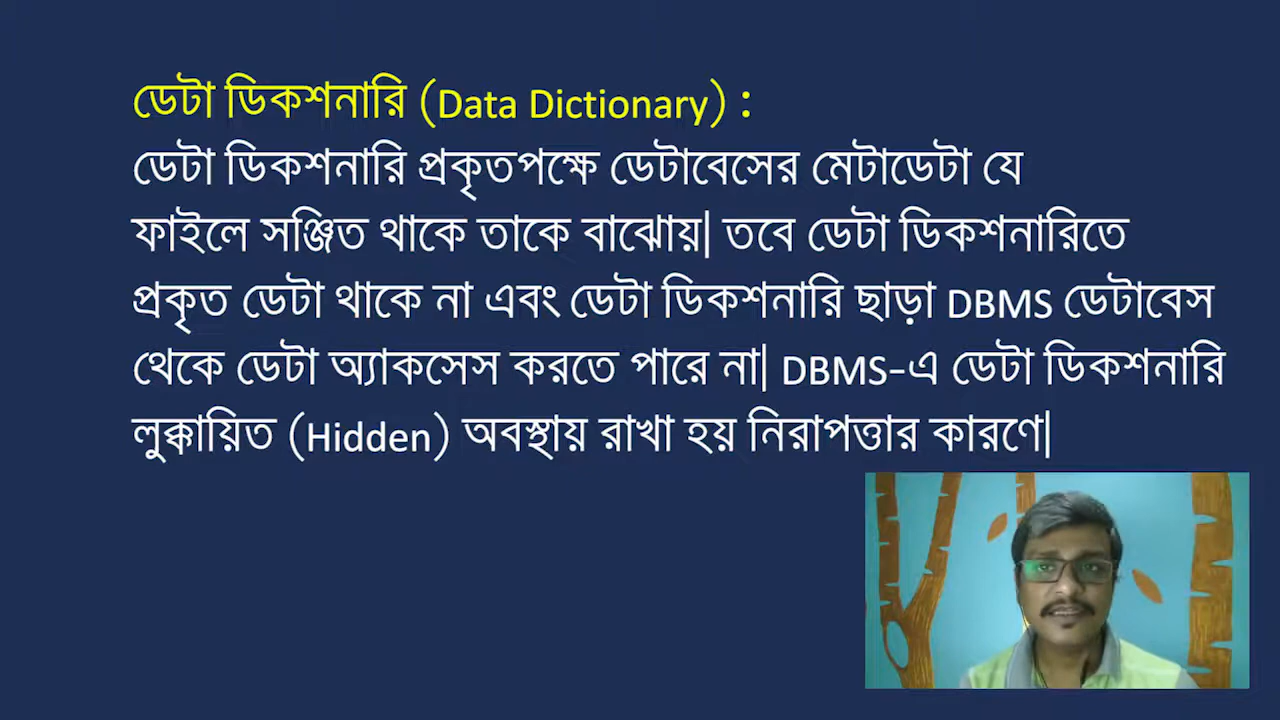 ডেটা ডিকশনারি (Data Dictionary) :
ডেটা ডিকশনারি প্রকৃতপক্ষে ডেটাবেসের মেটাডেটা যে
ফাইলে সঞ্জিত থাকে তাকে বাঝোয়| তবে ডেটা ডিকশনারিতে
প্রকৃত ডেটা থাকে না এবং ডেটা ডিকশনারি ছাড়া DBMS ডেটাবেস
থেকে ডেটা অ্যাকসেস করতে পারে না| DBMS-এ ডেটা ডিকশনারি
লুক্কায়িত (Hidden) অবস্থায় রাখা হয় নিরাপত্তার কারণে|